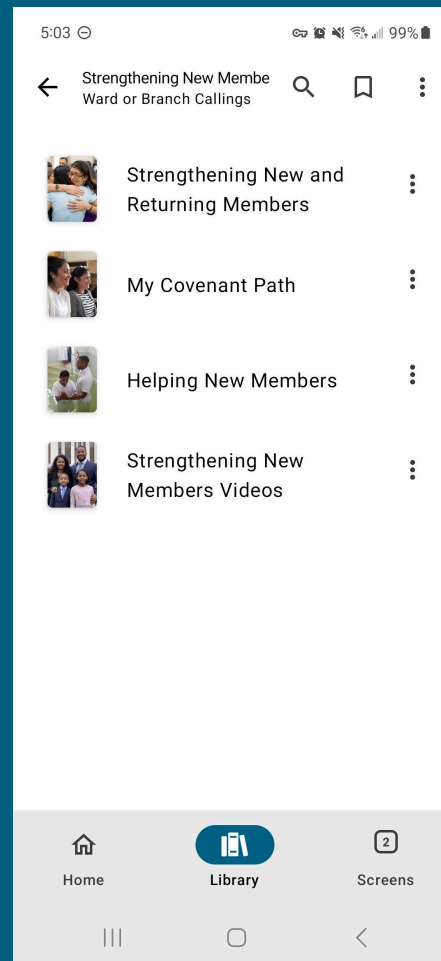 5:03
99%
Strengthening New Membe
Ward or Branch Callings
Strengthening New and
Returning Members
My Covenant Path
Helping New Members
Strengthening New
Members Videos
2
Home
Library
Screens